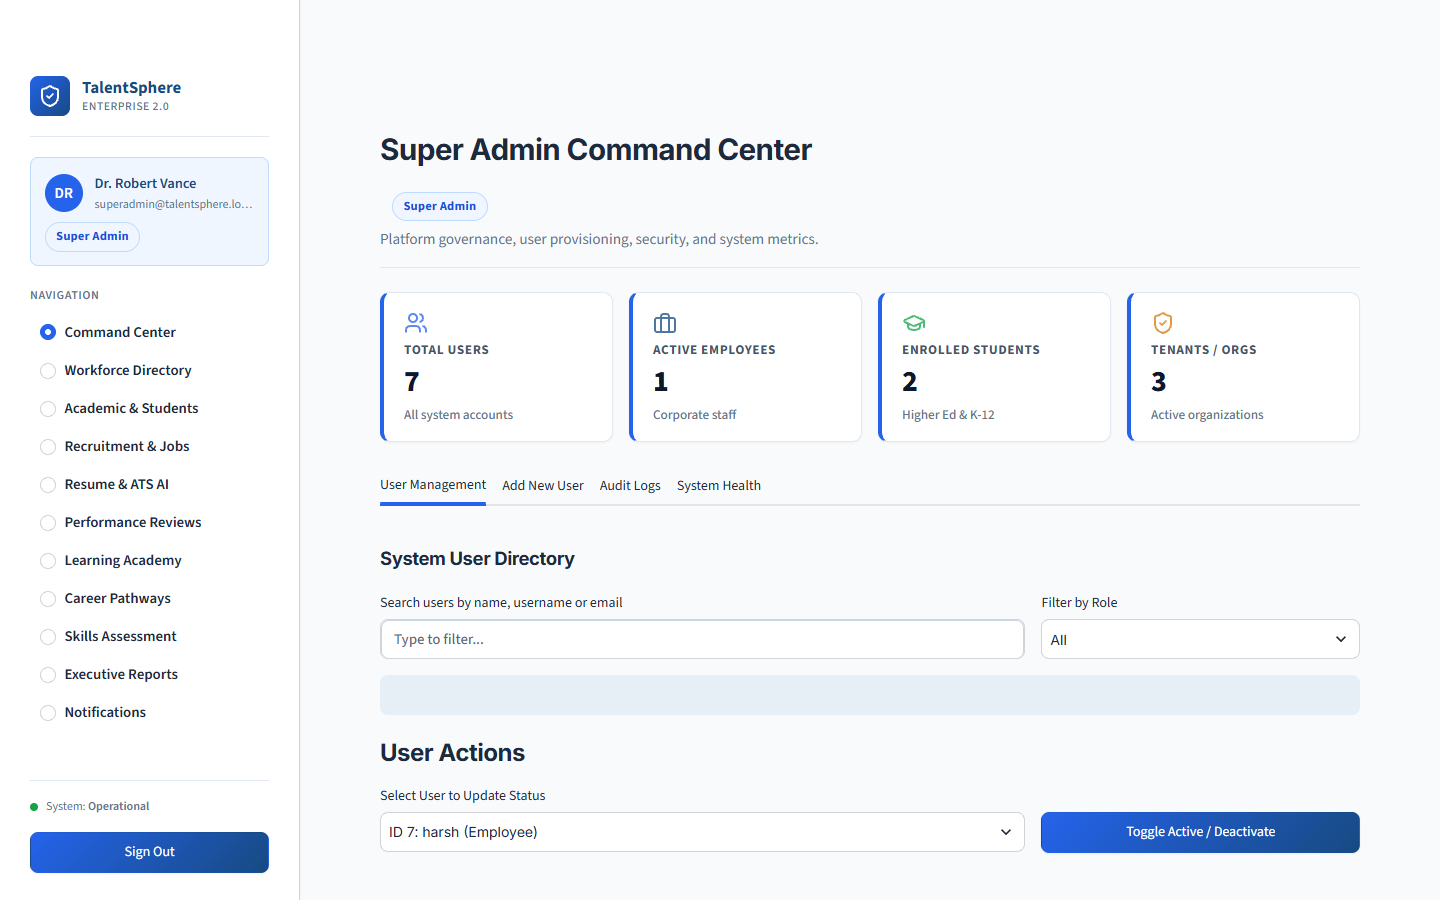 TalentSphere
ENTERPRISE 2.0
DR
Dr. Robert Vance
superadmin@talentsphere.lo...
Super Admin
NAVIGATION
Command Center
Workforce Directory
Academic & Students
Recruitment & Jobs
Resume & ATS AI
Performance Reviews
Learning Academy
Career Pathways
Skills Assessment
Executive Reports
Notifications
System: Operational
Sign Out
Super Admin Command Center
Super Admin
Platform governance, user provisioning, security, and system metrics.
TOTAL USERS
7
All system accounts
ACTIVE EMPLOYEES
1
Corporate staff
ENROLLED STUDENTS
2
Higher Ed & K-12
TENANTS / ORGS
3
Active organizations
User Management Add New User Audit Logs System Health
System User Directory
Search users by name, username or email
Type to filter...
Filter by Role
All
User Actions
Select User to Update Status
ID 7: harsh (Employee)
Toggle Active / Deactivate